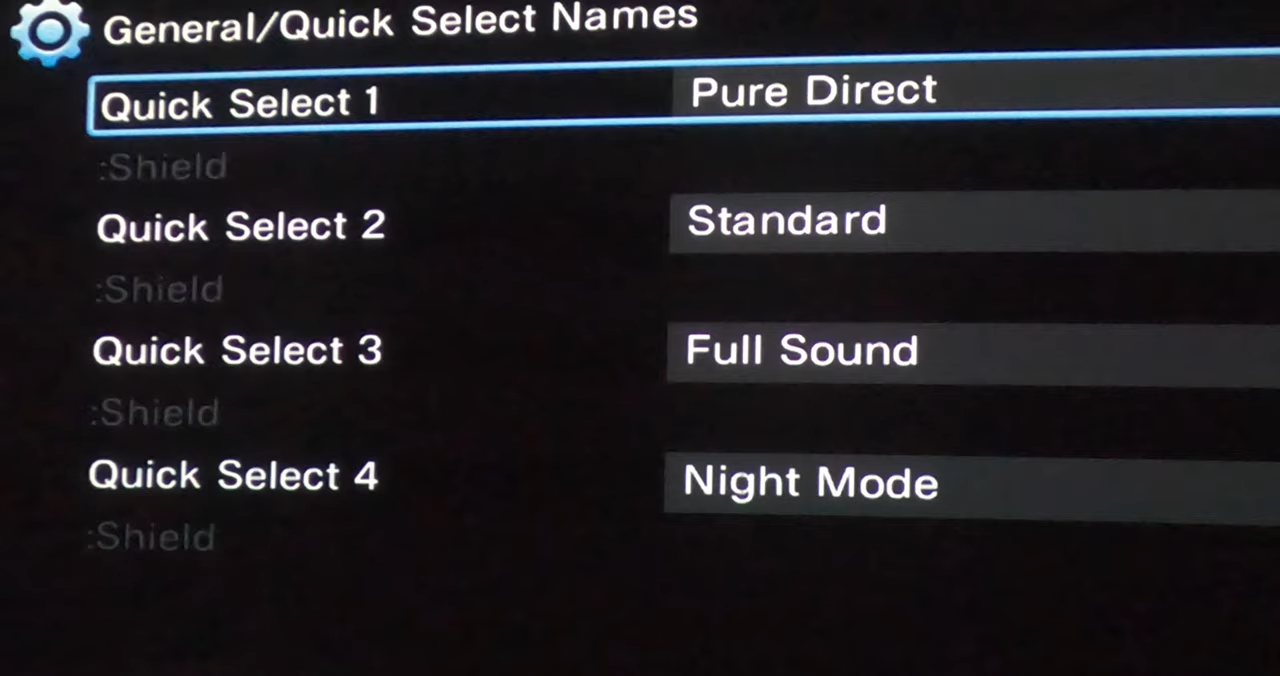 General/Quick Select Names
Quick Select 1 Pure Direct
:Shield
Quick Select 2 Standard
:Shield
Quick Select 3 Full Sound
:Shield
Quick Select 4 Night Mode
:Shield